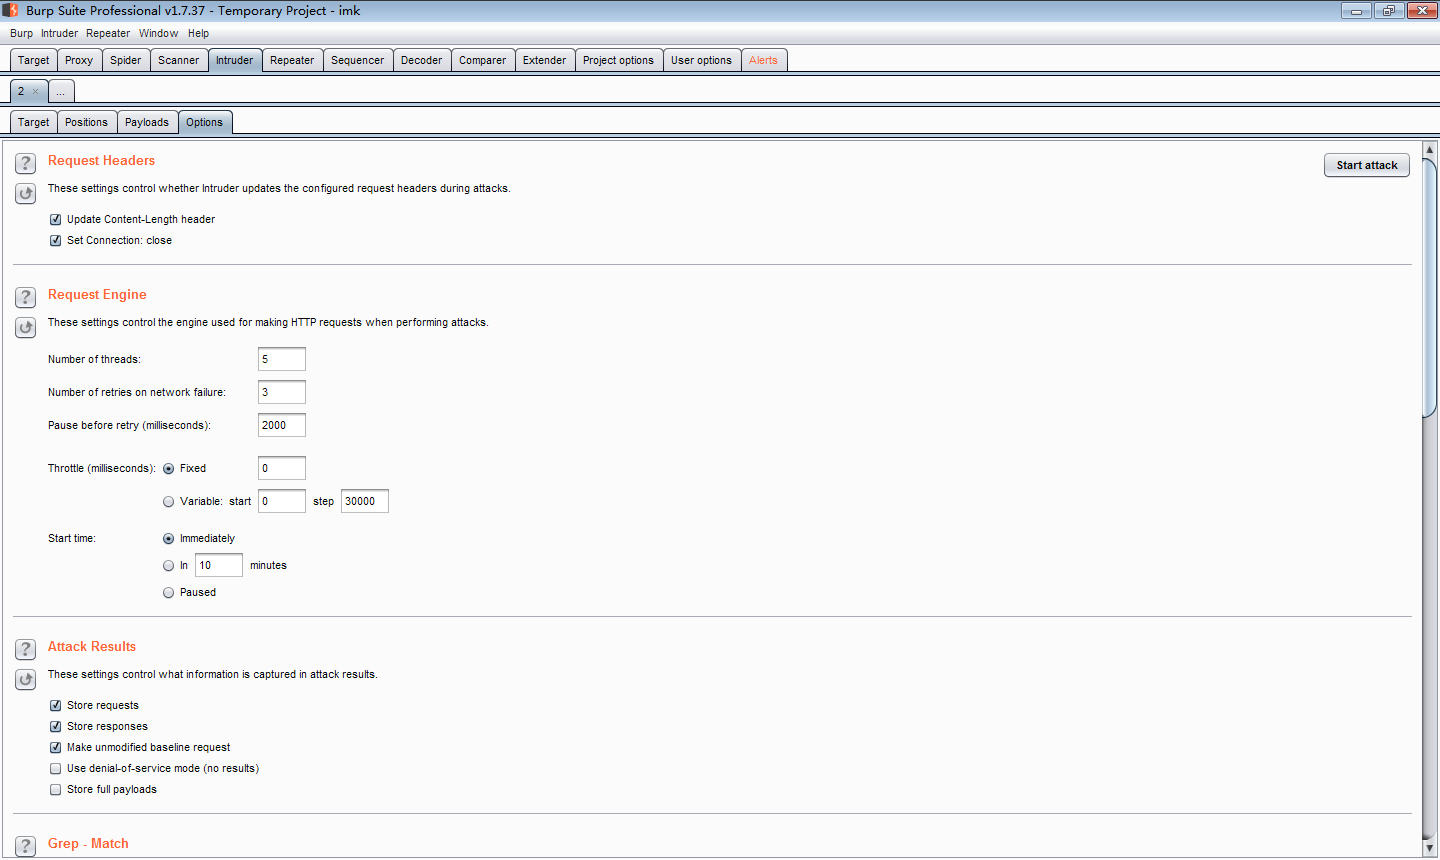 Burp Suite Professional v1.7.37 - Temporary Project - imk
Burp Intruder Repeater Window Help
Target Proxy Spider Scanner Intruder Repeater Sequencer Decoder Comparer Extender Project options User options Alerts
2 × ...
Target Positions Payloads Options
? Request Headers
Start attack
These settings control whether Intruder updates the configured request headers during attacks.
Update Content-Length header
Set Connection: close
? Request Engine
These settings control the engine used for making HTTP requests when performing attacks.
Number of threads: 5
Number of retries on network failure: 3
Pause before retry (milliseconds): 2000
Throttle (milliseconds): Fixed 0
Variable: start 0 step 30000
Start time: Immediately
In 10 minutes
Paused
? Attack Results
These settings control what information is captured in attack results.
Store requests
Store responses
Make unmodified baseline request
Use denial-of-service mode (no results)
Store full payloads
? Grep - Match